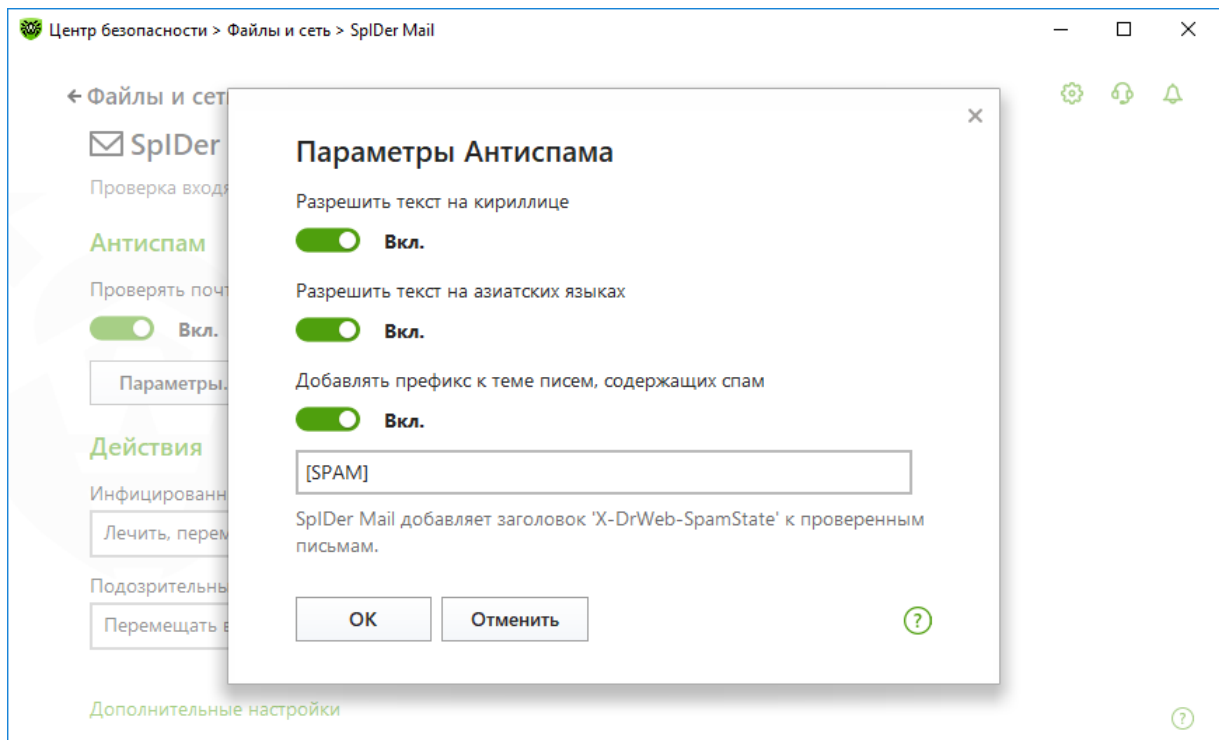 Центр безопасности > Файлы и сеть > SpIDer Mail
Файлы и сет
SpIDer
Проверка входя
Антиспам
Проверять почт
Вкл.
Параметры.
Действия
Инфицированн
Лечить, перем
Подозрительны
Перемещать в
Дополнительные настройки
Параметры Антиспама
Разрешить текст на кириллице
Вкл.
Разрешить текст на азиатских языках
Вкл.
Добавлять префикс к теме писем, содержащих спам
Вкл.
[SPAM]
SpIDer Mail добавляет заголовок 'X-DrWeb-SpamState' к проверенным
письмам.
ОК
Отменить
?
?